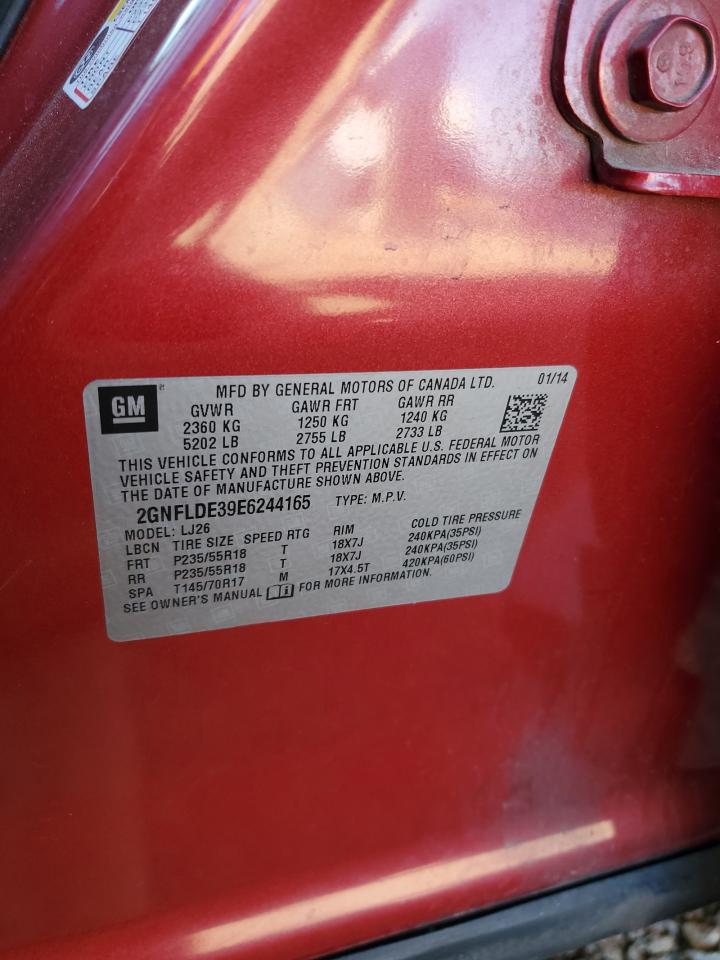 GM
MFD BY GENERAL MOTORS OF CANADA LTD. 01/14
GVWR GAWR FRT GAWR RR
2360 KG 1250 KG 1240 KG
5202 LB 2755 LB 2733 LB
THIS VEHICLE CONFORMS TO ALL APPLICABLE U.S. FEDERAL MOTOR
VEHICLE SAFETY AND THEFT PREVENTION STANDARDS IN EFFECT ON
THE DATE OF MANUFACTURE SHOWN ABOVE.
2GNFLDE39E6244165 TYPE: M.P.V.
MODEL: LJ26
LBCN TIRE SIZE SPEED RTG RIM COLD TIRE PRESSURE
FRT P235/55R18 T 18X7J 240KPA(35PSI)
RR P235/55R18 T 18X7J 240KPA(35PSI)
SPA T145/70R17 M 17X4.5T 420KPA(60PSI)
SEE OWNER'S MANUAL FOR MORE INFORMATION.